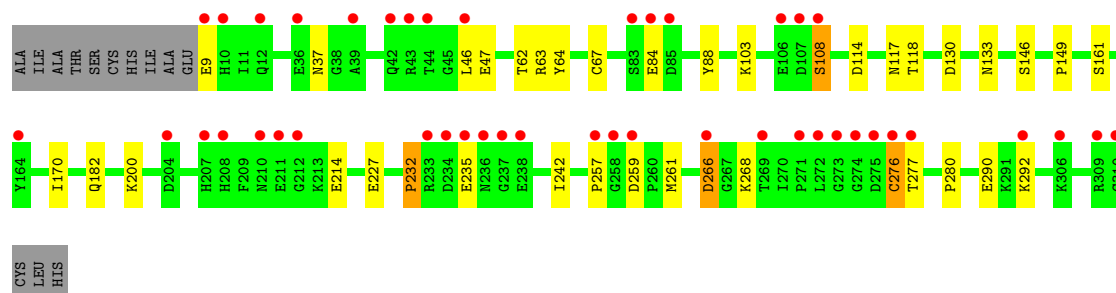 ALA ILE ALA THR SER CYS HIS ILE ALA GLU E9 H10 I11 Q12 E36 N37 G38 A39 Q42 R43 T44 G45 L46 E47 T62 R63 Y64 C67 S83 E84 D85 Y88 K103 E106 D107 S108 D114 N117 T118 D130 N133 S146 P149 S161
Y164 I170 Q182 K200 D204 H207 H208 F209 N210 E211 G212 K213 E214 E227 P232 R233 D234 E235 N236 G237 E238 I242 P257 G258 D259 P260 M261 D266 G267 K268 T269 I270 P271 L272 G273 G274 D275 C276 T277 P280 E290 K291 K292 K306 R309
CYS LEU HIS